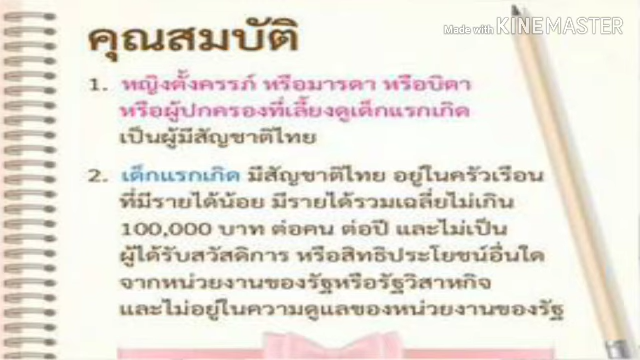 Made with KINEMASTER
คุณสมบัติ
1. หญิงตั้งครรภ์ หรือมารดา หรือบิดา
หรือผู้ปกครองที่เลี้ยงดูเด็กแรกเกิด
เป็นผู้มีสัญชาติไทย
2. เด็กแรกเกิด มีสัญชาติไทย อยู่ในครัวเรือน
ที่มีรายได้น้อย มีรายได้รวมเฉลี่ยไม่เกิน
100,000 บาท ต่อคน ต่อปี และไม่เป็น
ผู้ได้รับสวัสดิการ หรือสิทธิประโยชน์อื่นใด
จากหน่วยงานของรัฐหรือรัฐวิสาหกิจ
และไม่อยู่ในความดูแลของหน่วยงานของรัฐ